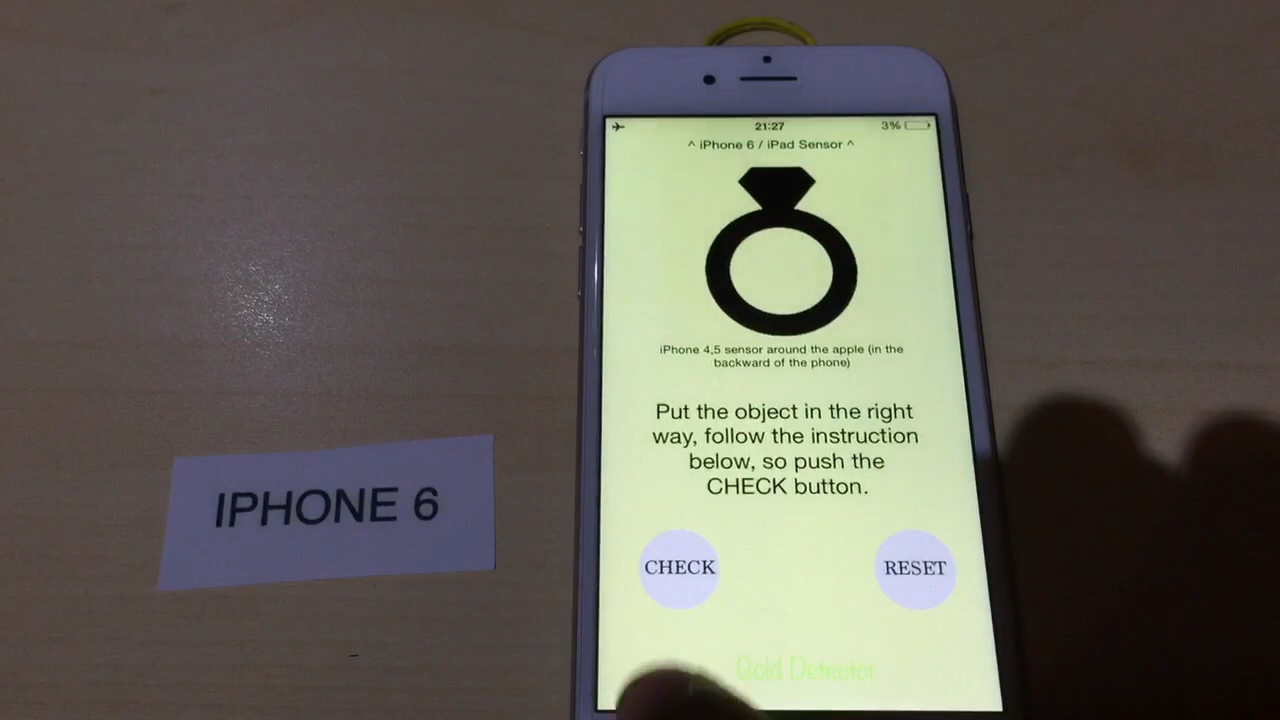 21:27
3%
^ iPhone 6 / iPad Sensor ^
iPhone 4,5 sensor around the apple (in the
backward of the phone)
Put the object in the right
way, follow the instruction
below, so push the
CHECK button.
IPHONE 6
CHECK
RESET
Gold Detector